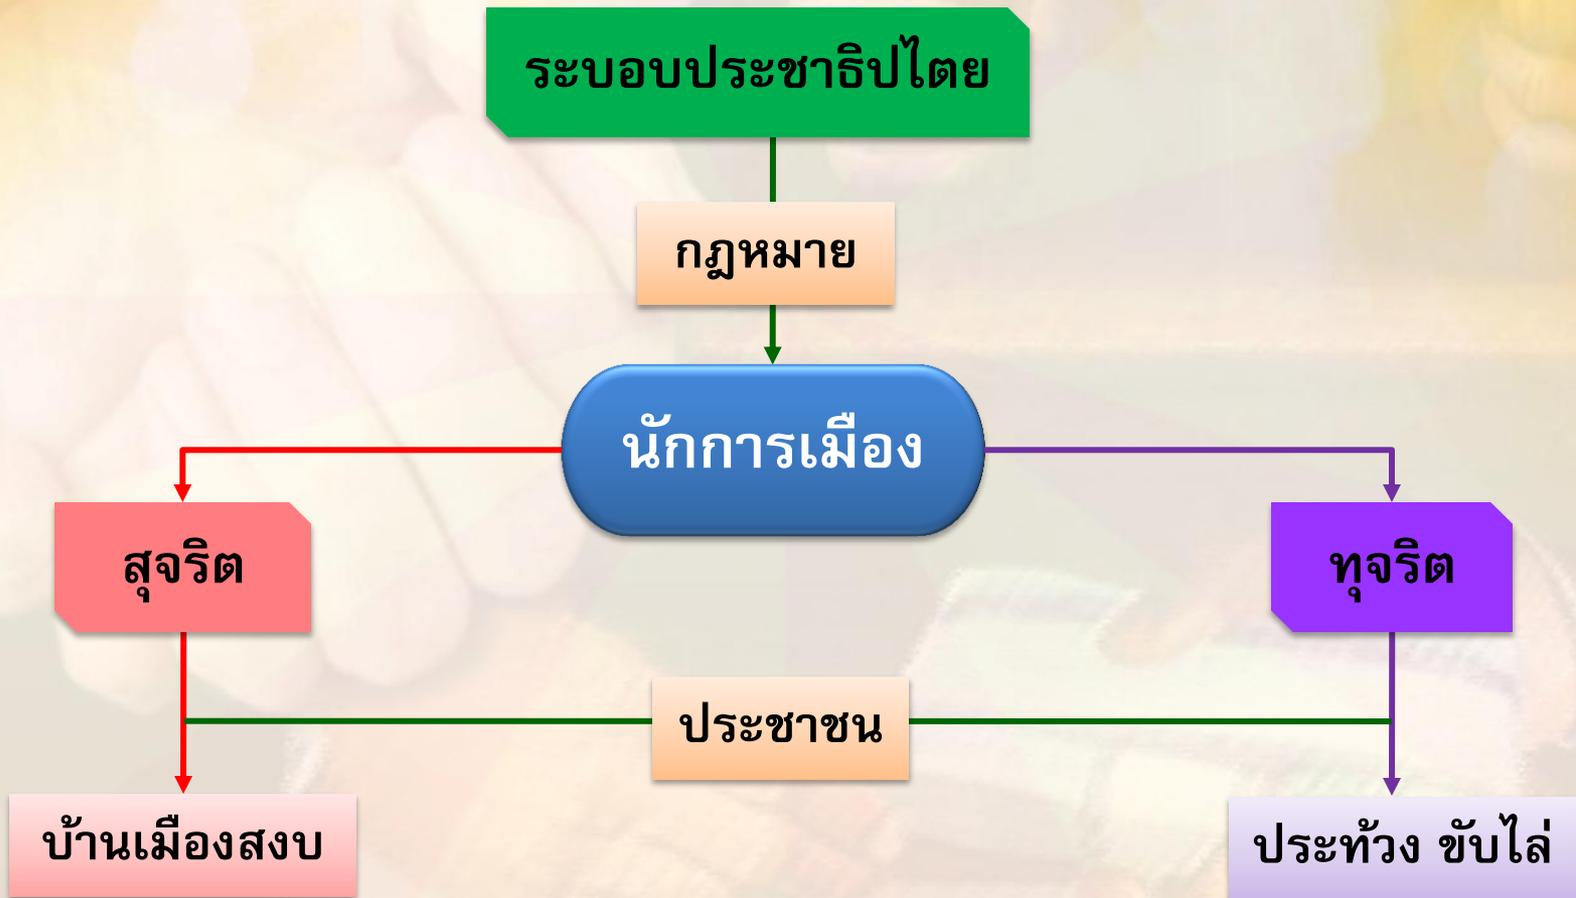 ระบอบประชาธิปไตย
กฎหมาย
นักการเมือง
สุจริต
ทุจริต
ประชาชน
บ้านเมืองสงบ
ประท้วง ขับไล่